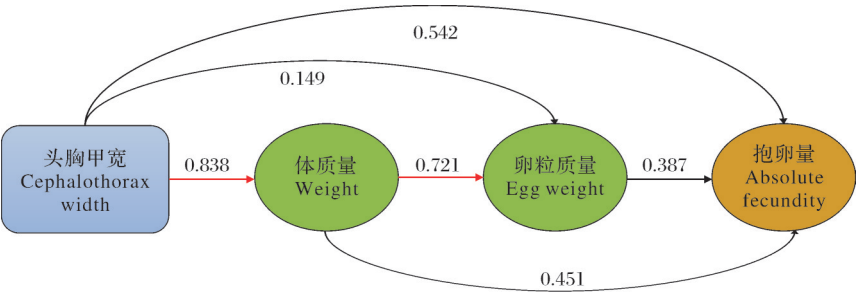 0.542
0.149
头胸甲宽
Cephalothorax
width
0.838
体质量
Weight
0.721
卵粒质量
Egg weight
0.387
抱卵量
Absolute
fecundity
0.451